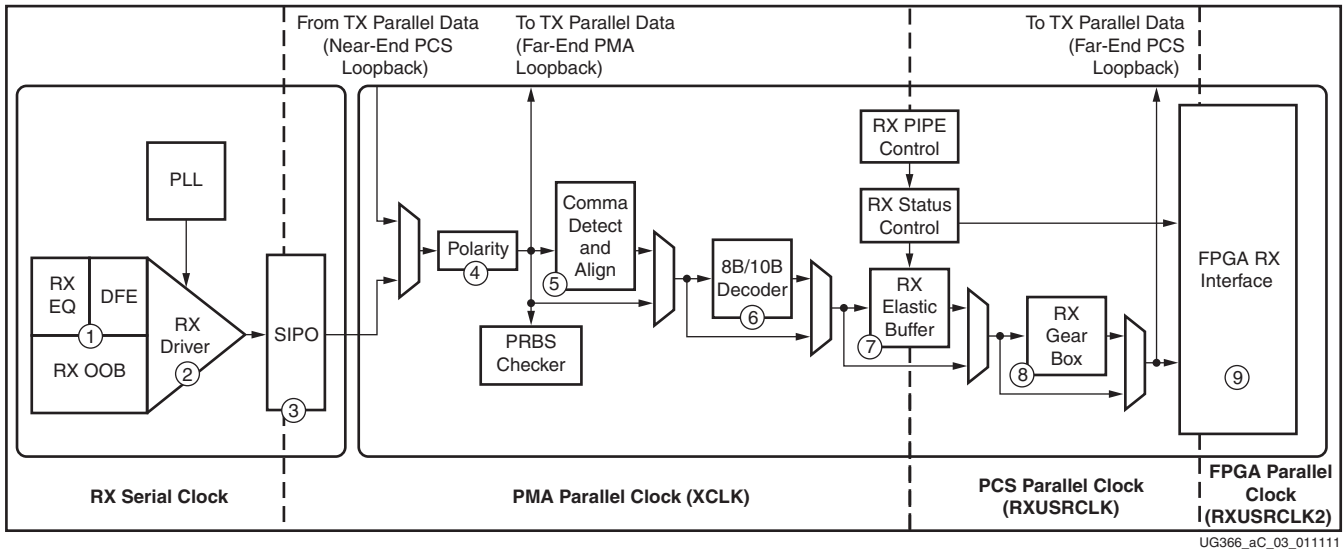 From TX Parallel Data
(Near-End PCS
Loopback)
To TX Parallel Data
(Far-End PMA
Loopback)
To TX Parallel Data
(Far-End PCS
Loopback)
PLL
RX
EQ
DFE
1
RX OOB
RX
Driver
2
SIPO
3
Polarity
4
Comma
Detect
and
Align
5
PRBS
Checker
8B/10B
Decoder
6
RX PIPE
Control
RX Status
Control
RX
Elastic
Buffer
7
RX
Gear
Box
8
FPGA RX
Interface
9
RX Serial Clock
PMA Parallel Clock (XCLK)
PCS Parallel Clock
(RXUSRCLK)
FPGA Parallel
Clock
(RXUSRCLK2)
UG366_aC_03_011111